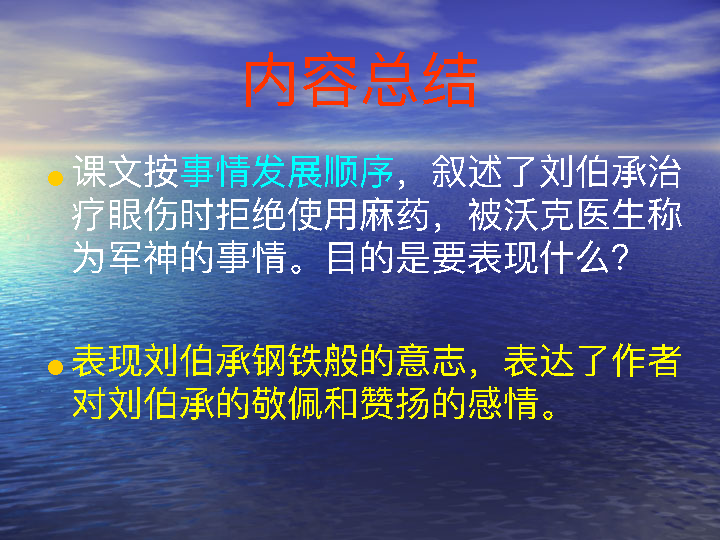 内容总结
课文按事情发展顺序，叙述了刘伯承治
疗眼伤时拒绝使用麻药，被沃克医生称
为军神的事情。目的是要表现什么？
表现刘伯承钢铁般的意志，表达了作者
对刘伯承的敬佩和赞扬的感情。